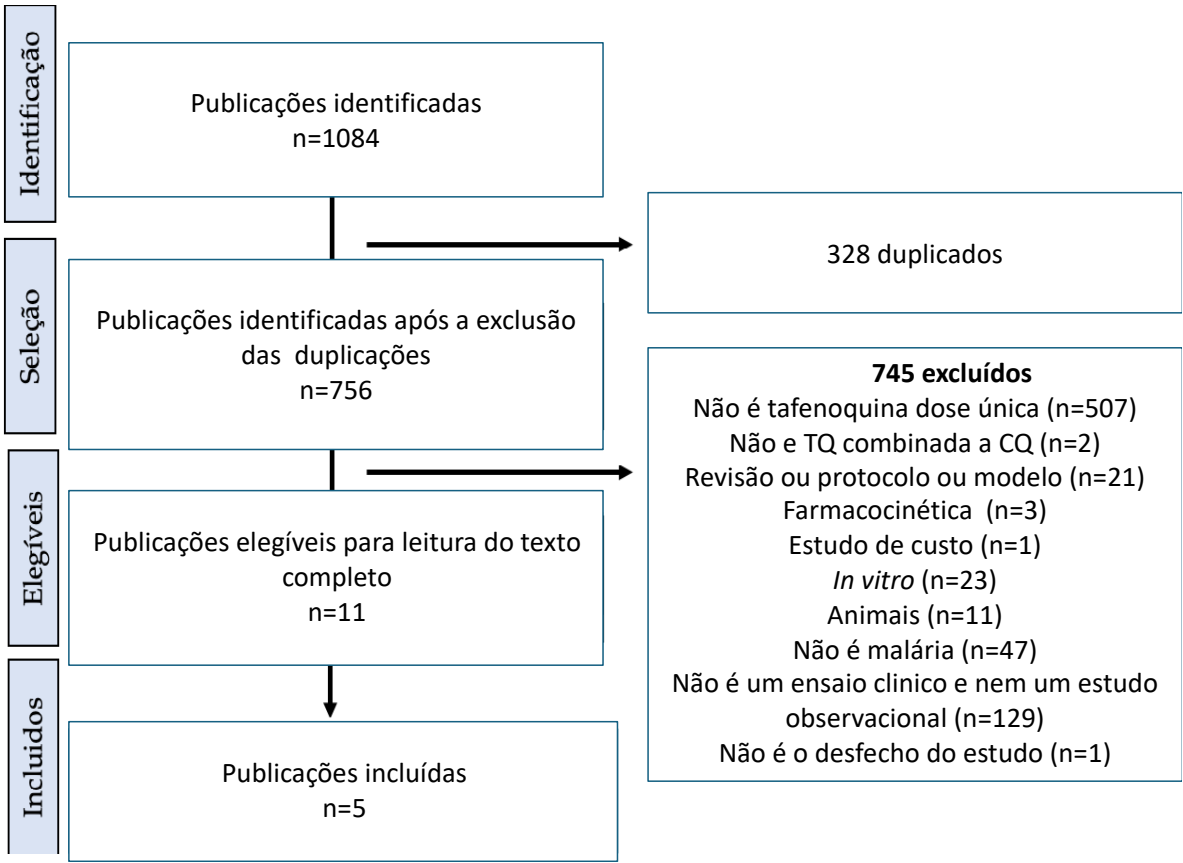 Identificação
Publicações identificadas
n=1084
328 duplicados
Seleção
Publicações identificadas após a exclusão
das duplicações
n=756
745 excluídos
Não é tafenoquina dose única (n=507)
Não e TQ combinada a CQ (n=2)
Revisão ou protocolo ou modelo (n=21)
Farmacocinética (n=3)
Estudo de custo (n=1)
In vitro (n=23)
Animais (n=11)
Não é malária (n=47)
Não é um ensaio clinico e nem um estudo
observacional (n=129)
Não é o desfecho do estudo (n=1)
Elegíveis
Publicações elegíveis para leitura do texto
completo
n=11
Incluidos
Publicações incluídas
n=5